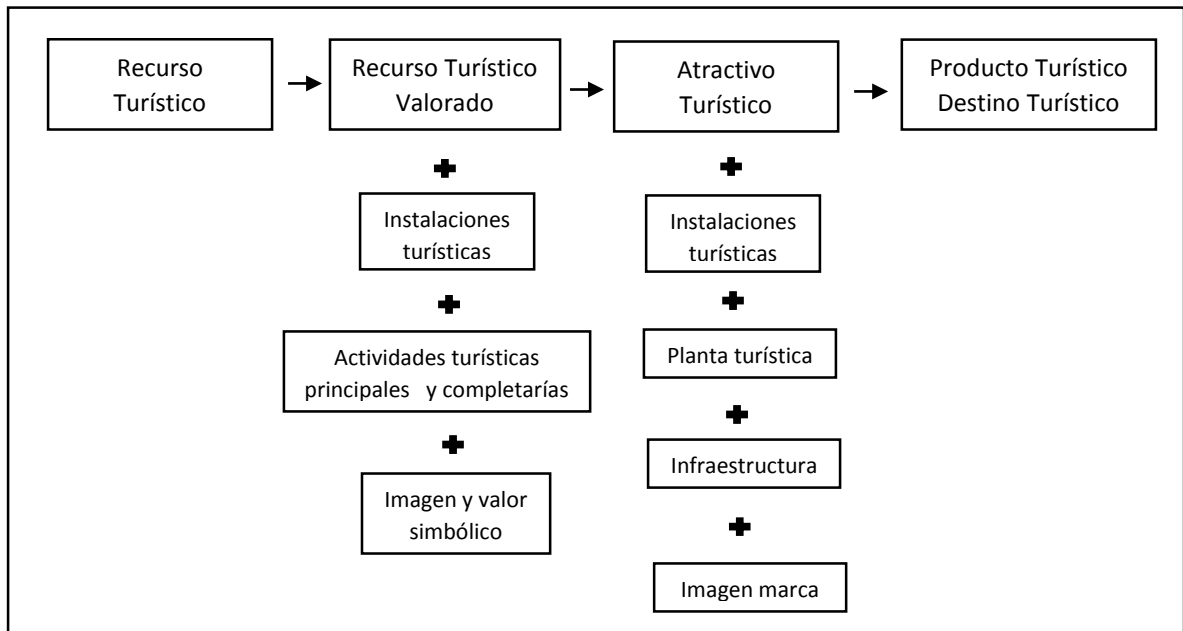 Recurso
Turístico
Recurso Turístico
Valorado
Atractivo
Turístico
Producto Turístico
Destino Turístico
Instalaciones
turísticas
Actividades turísticas
principales y completarías
Imagen y valor
simbólico
Instalaciones
turísticas
Planta turística
Infraestructura
Imagen marca